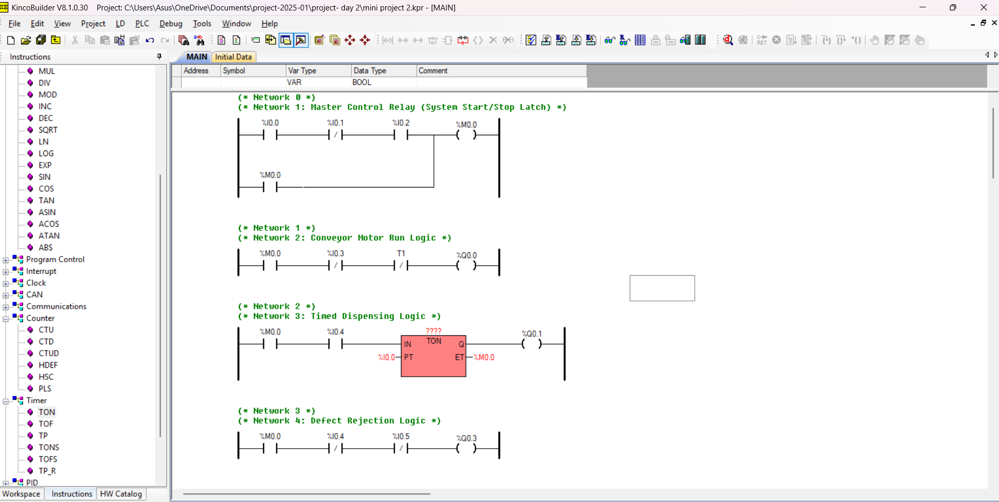 KincoBuilder V8.1.0.30 Project: C:\Users\Asus\OneDrive\Documents\project-2025-01\project- day 2\mini project 2.kpr - [MAIN]
File Edit View Project LD PLC Debug Tools Window Help
Instructions
MAIN Initial Data
Address Symbol Var Type Data Type Comment
VAR BOOL
MUL
DIV
MOD
INC
DEC
SQRT
LN
LOG
EXP
SIN
COS
TAN
ASIN
ACOS
ATAN
ABS
Program Control
Interrupt
Clock
CAN
Communications
Counter
CTU
CTD
CTUD
HDEF
HSC
PLS
Timer
TON
TOF
TP
TONS
TOFS
TP_R
PID
Workspace Instructions HW Catalog
(* Network 0 *)
(* Network 1: Master Control Relay (System Start/Stop Latch) *)
%I0.0 %I0.1 %I0.2 %M0.0
%M0.0
(* Network 1 *)
(* Network 2: Conveyor Motor Run Logic *)
%M0.0 %I0.3 T1 %Q0.0
(* Network 2 *)
(* Network 3: Timed Dispensing Logic *)
%M0.0 %I0.4 ???? %Q0.1
TON
IN Q
%I0.0 PT ET %M0.0
(* Network 3 *)
(* Network 4: Defect Rejection Logic *)
%M0.0 %I0.4 %I0.5 %Q0.3